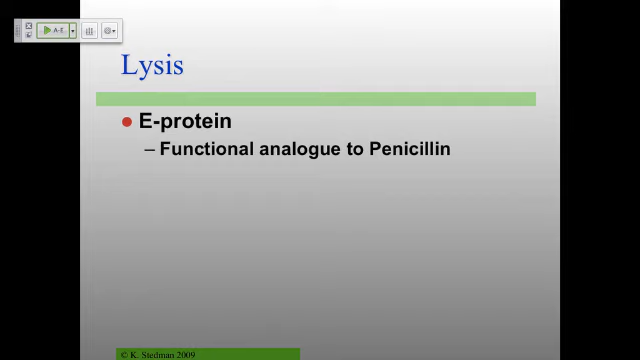 A-E
Lysis
E-protein
– Functional analogue to Penicillin
© K. Stedman 2009